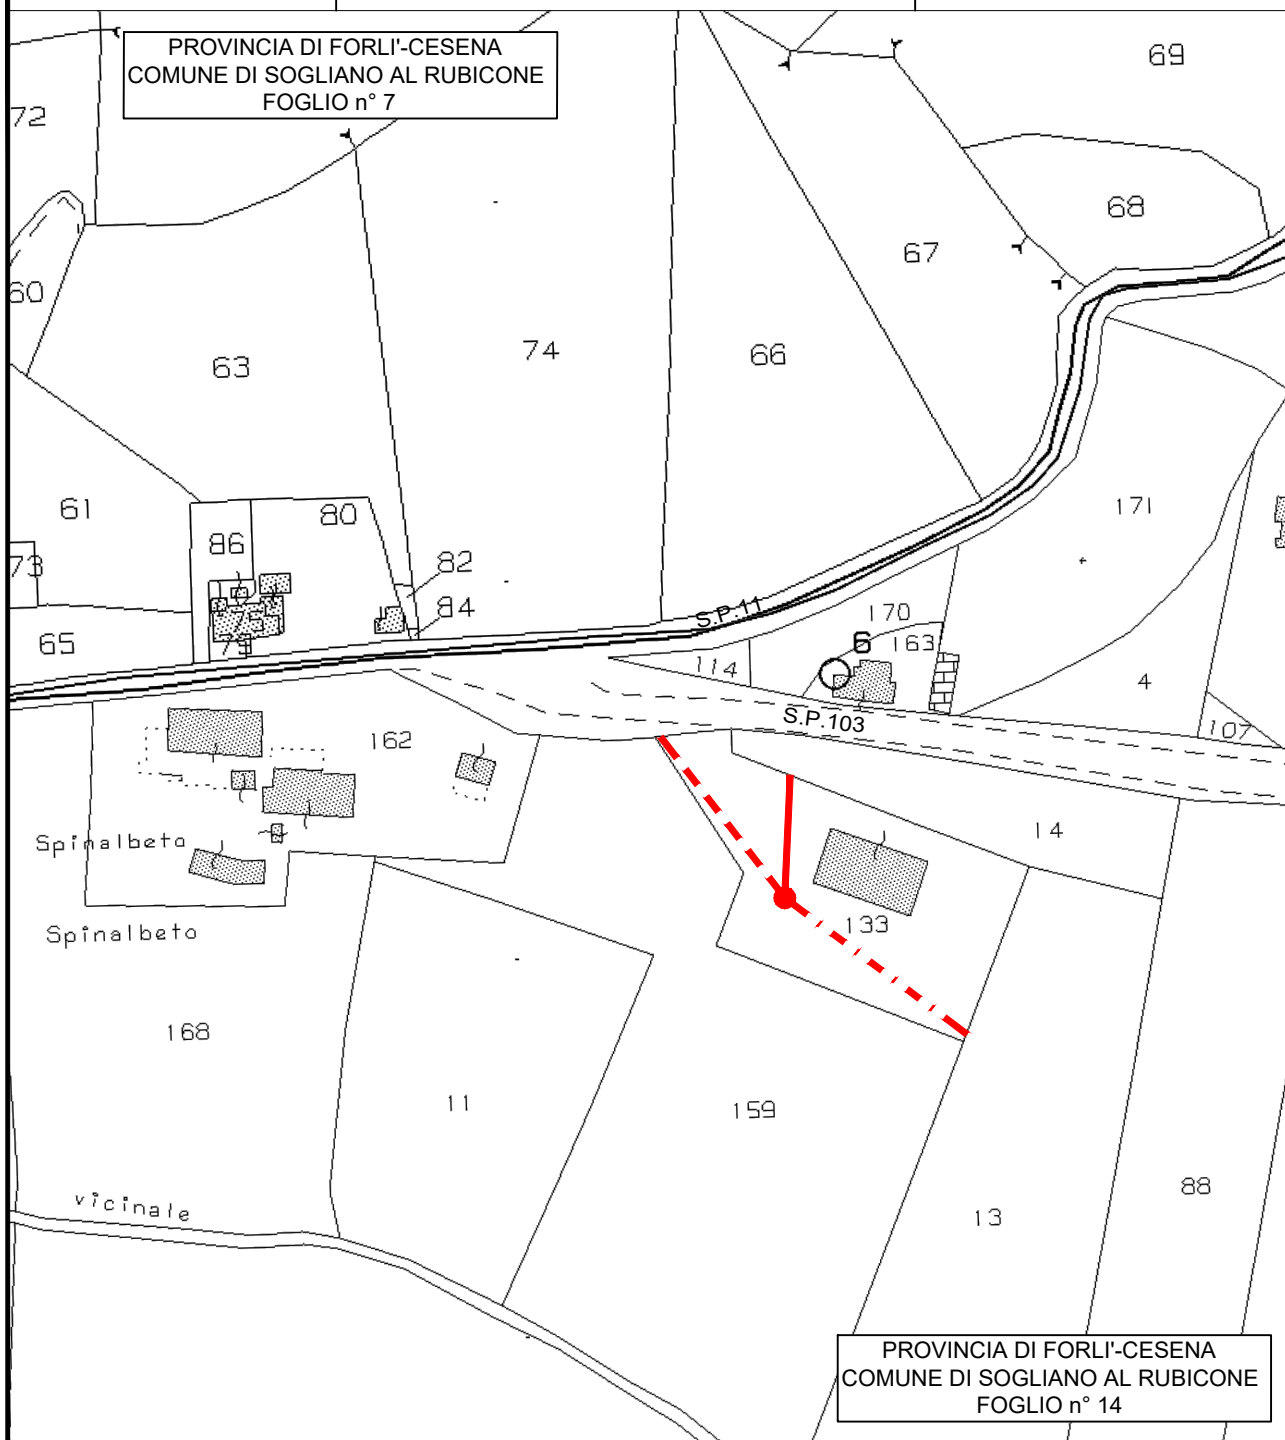 PROVINCIA DI FORLI'-CESENA
COMUNE DI SOGLIANO AL RUBICONE
FOGLIO n° 7
69
72
68
67
60
74
66
63
61
80
171
86
73
82
84
S.P.11
170
6
163
65
79
114
4
S.P.103
107
162
14
Spinalbeto
133
Spinalbeto
168
11
159
88
vicinale
13
PROVINCIA DI FORLI'-CESENA
COMUNE DI SOGLIANO AL RUBICONE
FOGLIO n° 14